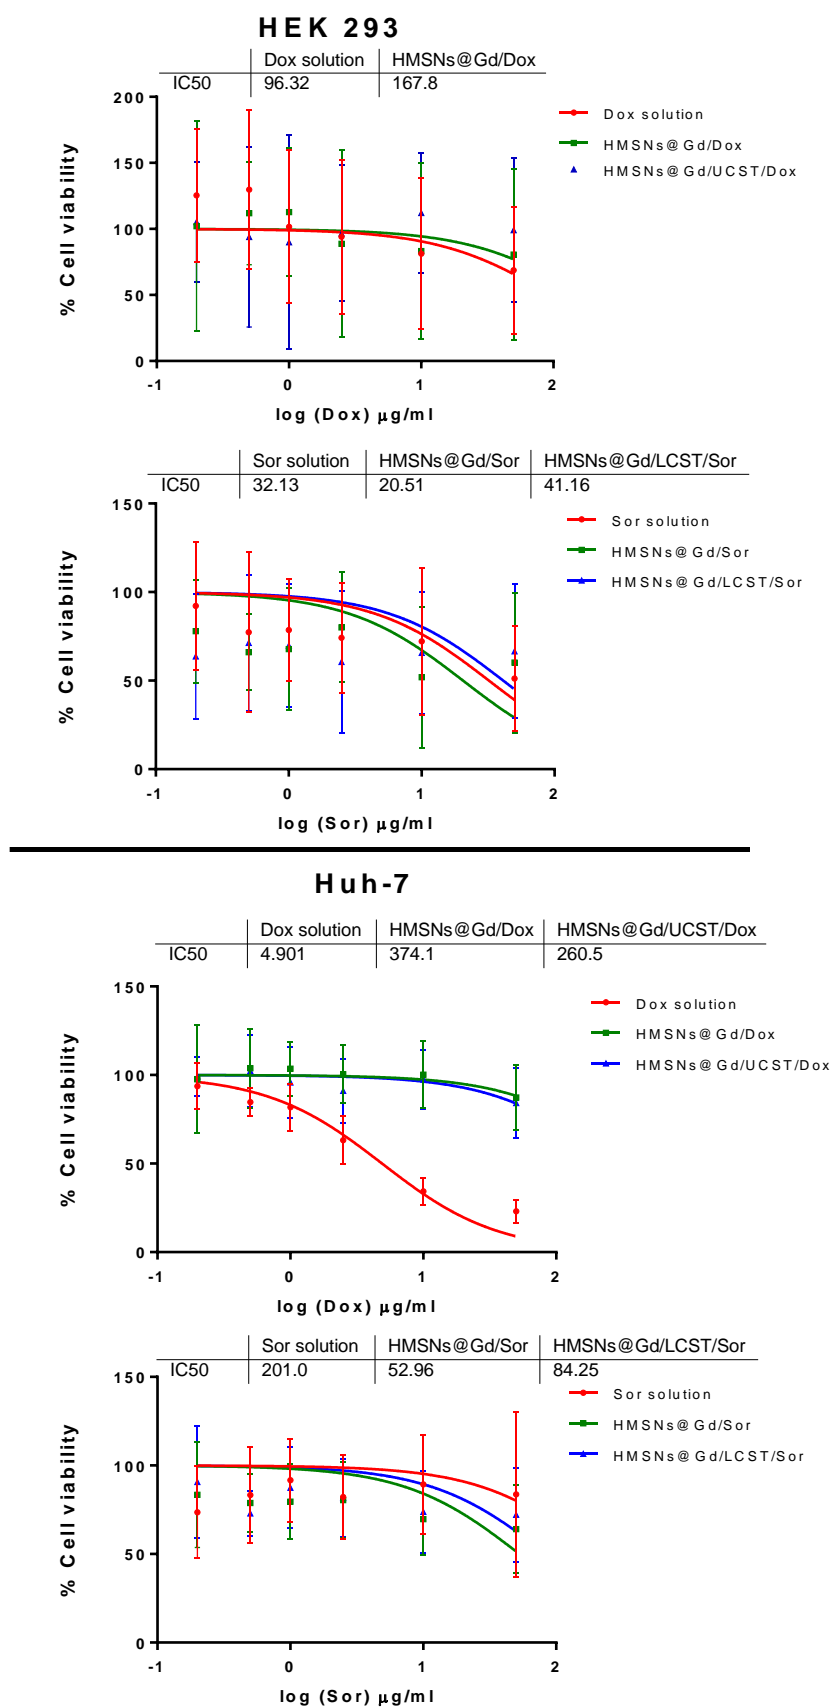 HEK 293
Dox solution HMSNs@Gd/Dox
IC50 96.32 167.8
200
150
100
50
0
-1 0 1 2
% Cell viability
log (Dox) μg/ml
Dox solution
HMSNs@Gd/Dox
HMSNs@Gd/UCST/Dox
Sor solution HMSNs@Gd/Sor HMSNs@Gd/LCST/Sor
IC50 32.13 20.51 41.16
150
100
50
0
-1 0 1 2
% Cell viability
log (Sor) μg/ml
Sor solution
HMSNs@Gd/Sor
HMSNs@Gd/LCST/Sor
Huh-7
Dox solution HMSNs@Gd/Dox HMSNs@Gd/UCST/Dox
IC50 4.901 374.1 260.5
150
100
50
0
-1 0 1 2
% Cell viability
log (Dox) μg/ml
Dox solution
HMSNs@Gd/Dox
HMSNs@Gd/UCST/Dox
Sor solution HMSNs@Gd/Sor HMSNs@Gd/LCST/Sor
IC50 201.0 52.96 84.25
150
100
50
0
-1 0 1 2
% Cell viability
log (Sor) μg/ml
Sor solution
HMSNs@Gd/Sor
HMSNs@Gd/LCST/Sor